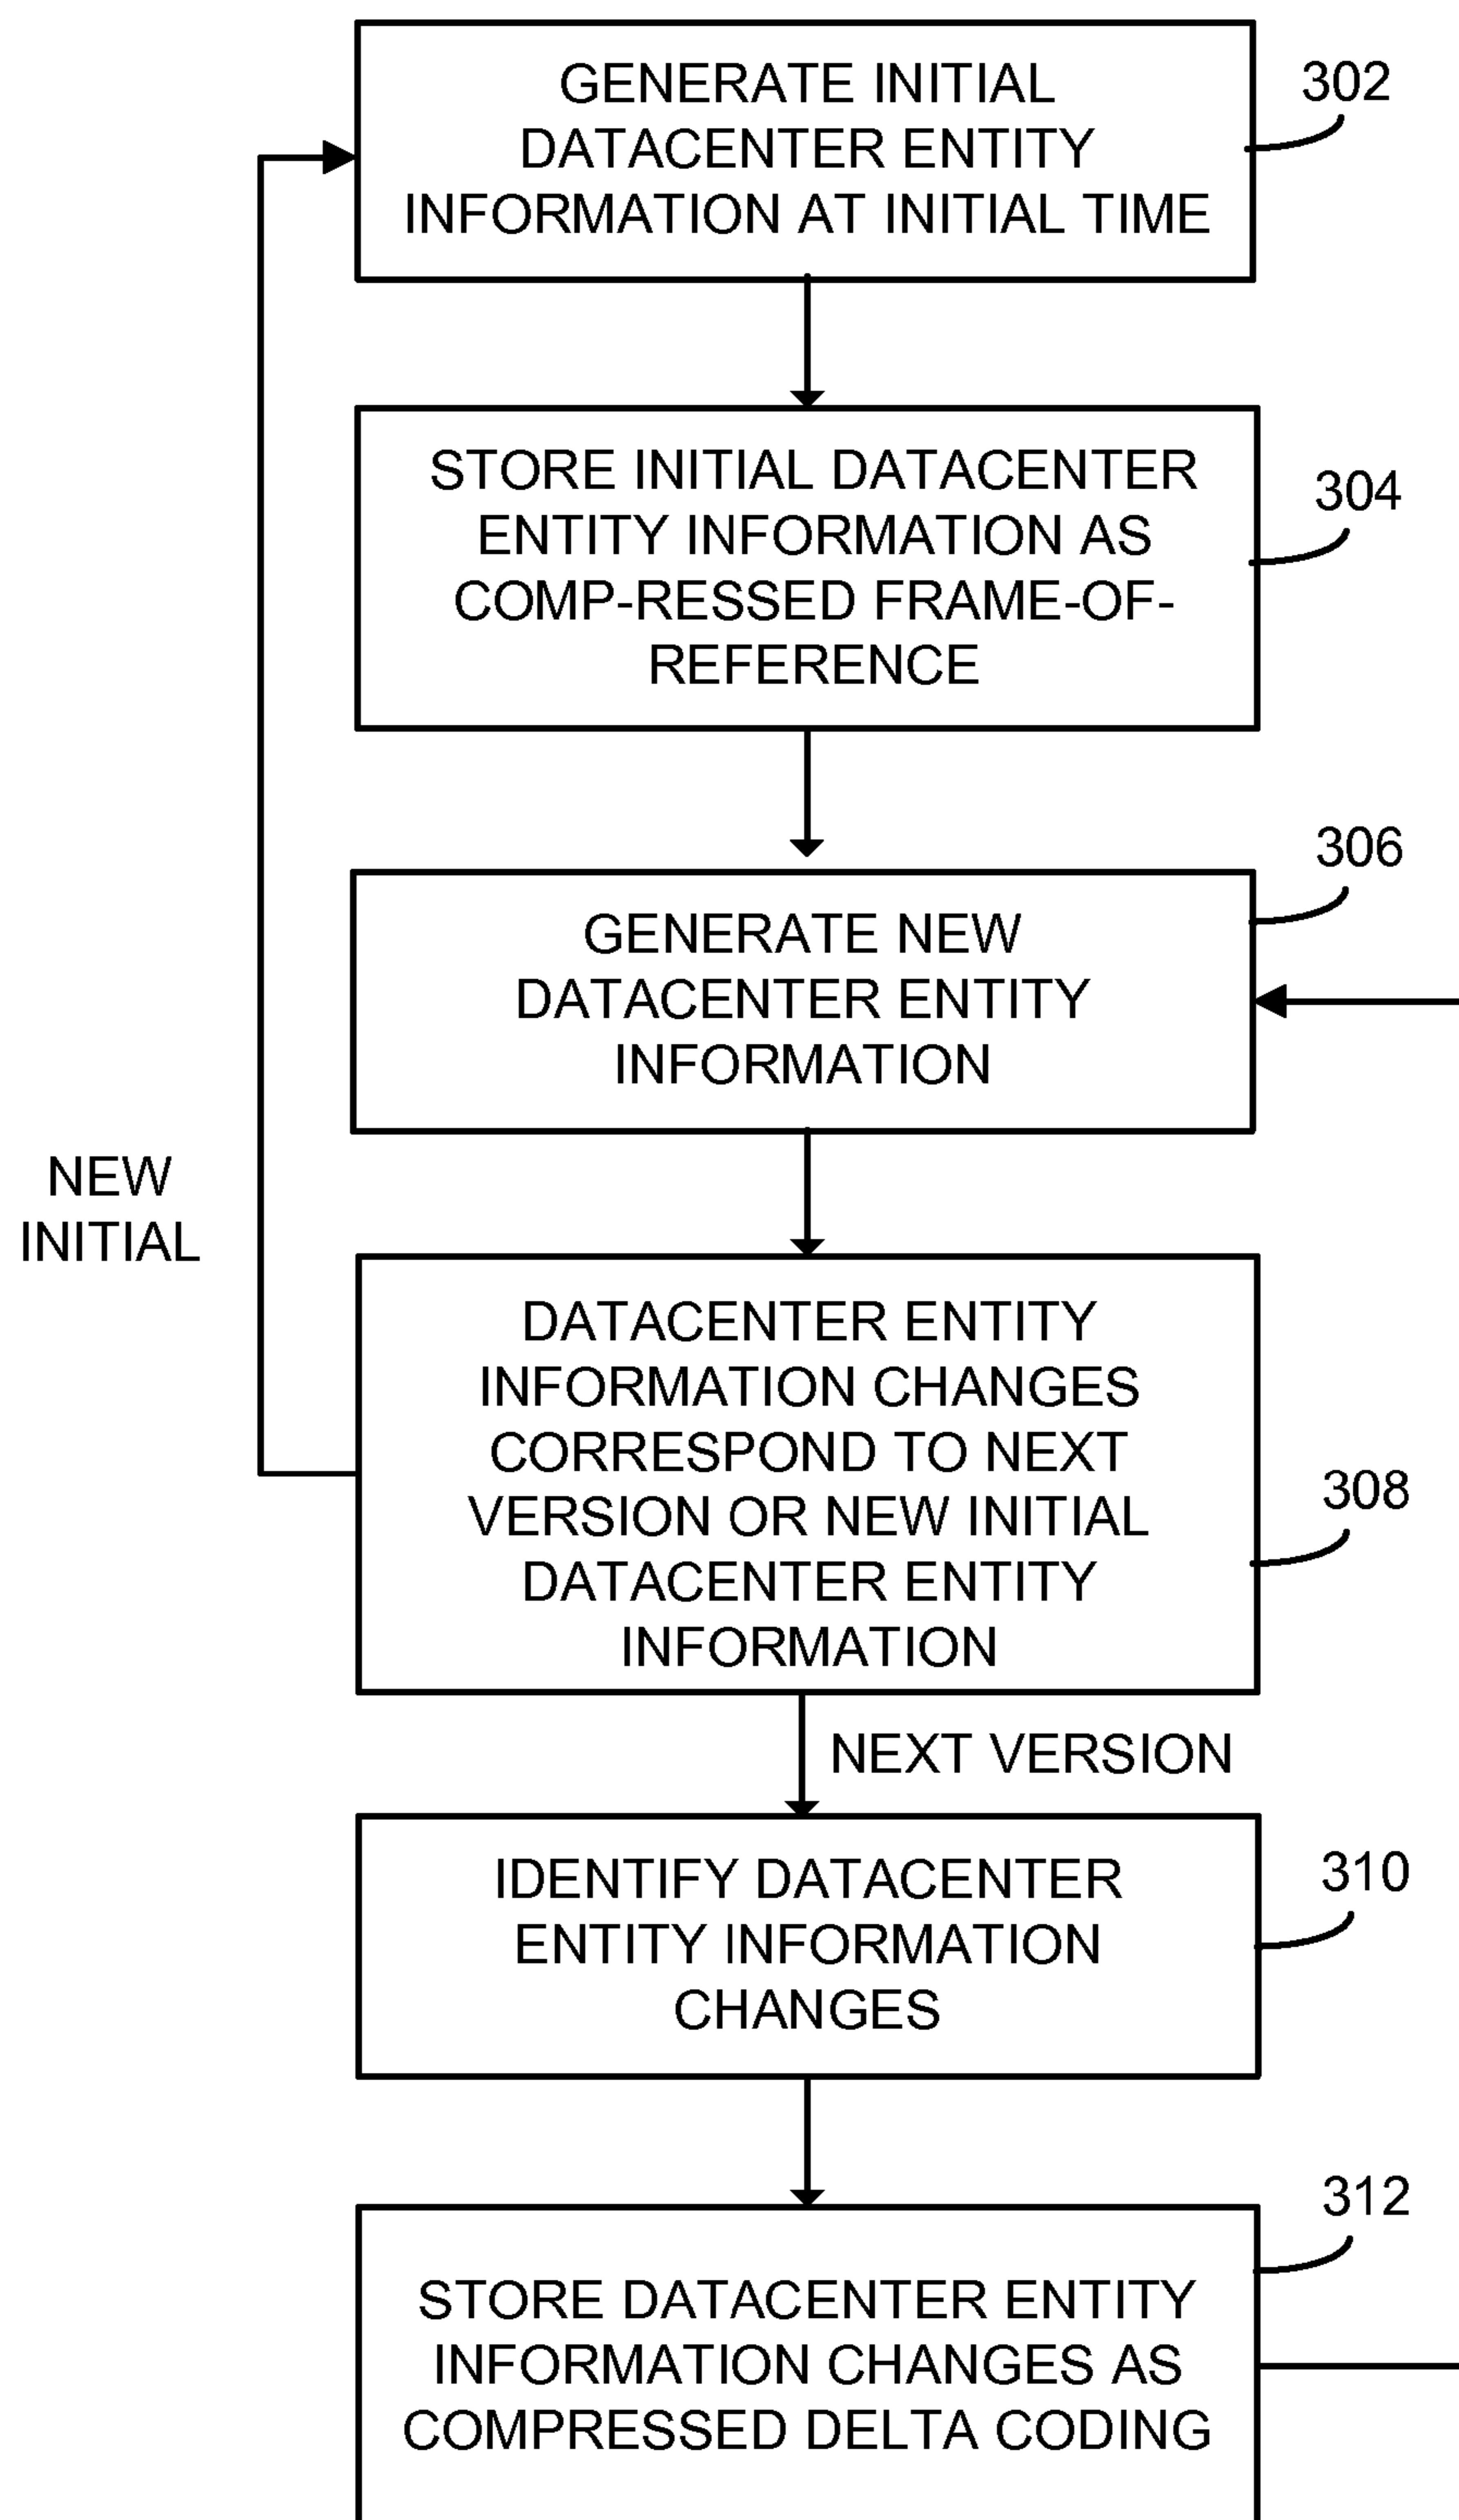 GENERATE INITIAL
DATACENTER ENTITY
INFORMATION AT INITIAL TIME
302
STORE INITIAL DATACENTER
ENTITY INFORMATION AS
COMP-RESSED FRAME-OF-
REFERENCE
304
GENERATE NEW
DATACENTER ENTITY
INFORMATION
306
NEW
INITIAL
DATACENTER ENTITY
INFORMATION CHANGES
CORRESPOND TO NEXT
VERSION OR NEW INITIAL
DATACENTER ENTITY
INFORMATION
308
NEXT VERSION
IDENTIFY DATACENTER
ENTITY INFORMATION
CHANGES
310
STORE DATACENTER ENTITY
INFORMATION CHANGES AS
COMPRESSED DELTA CODING
312